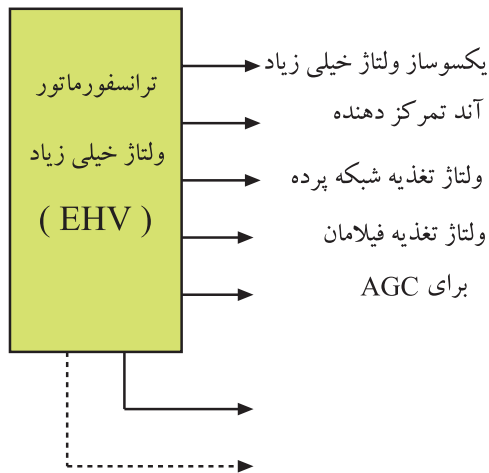 ترانسفورماتور
ولتاژ خیلی زیاد
( EHV )
یکسوساز ولتاژ خیلی زیاد
آند تمرکز دهنده
ولتاژ تغذیه شبکه پرده
ولتاژ تغذیه فیلامان
برای AGC